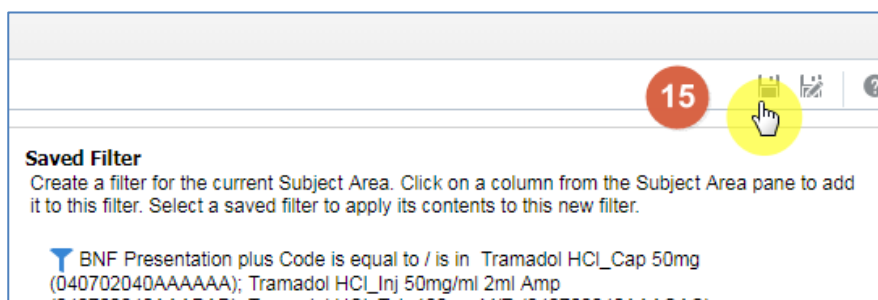 15
?
Saved Filter
Create a filter for the current Subject Area. Click on a column from the Subject Area pane to add
it to this filter. Select a saved filter to apply its contents to this new filter.
BNF Presentation plus Code is equal to / is in Tramadol HCl_Cap 50mg
(040702040AAAAAA); Tramadol HCl_Inj 50mg/ml 2ml Amp